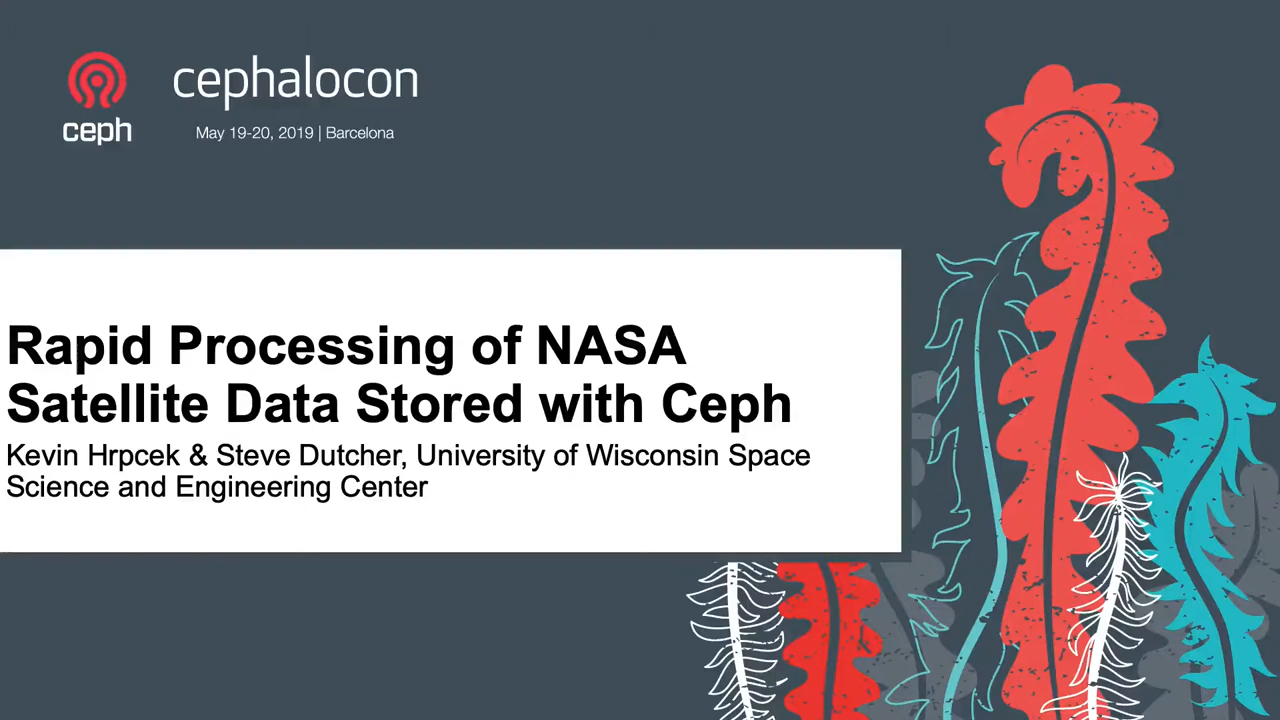 cephalocon
ceph
May 19-20, 2019 | Barcelona
Rapid Processing of NASA
Satellite Data Stored with Ceph
Kevin Hrpcek & Steve Dutcher, University of Wisconsin Space
Science and Engineering Center